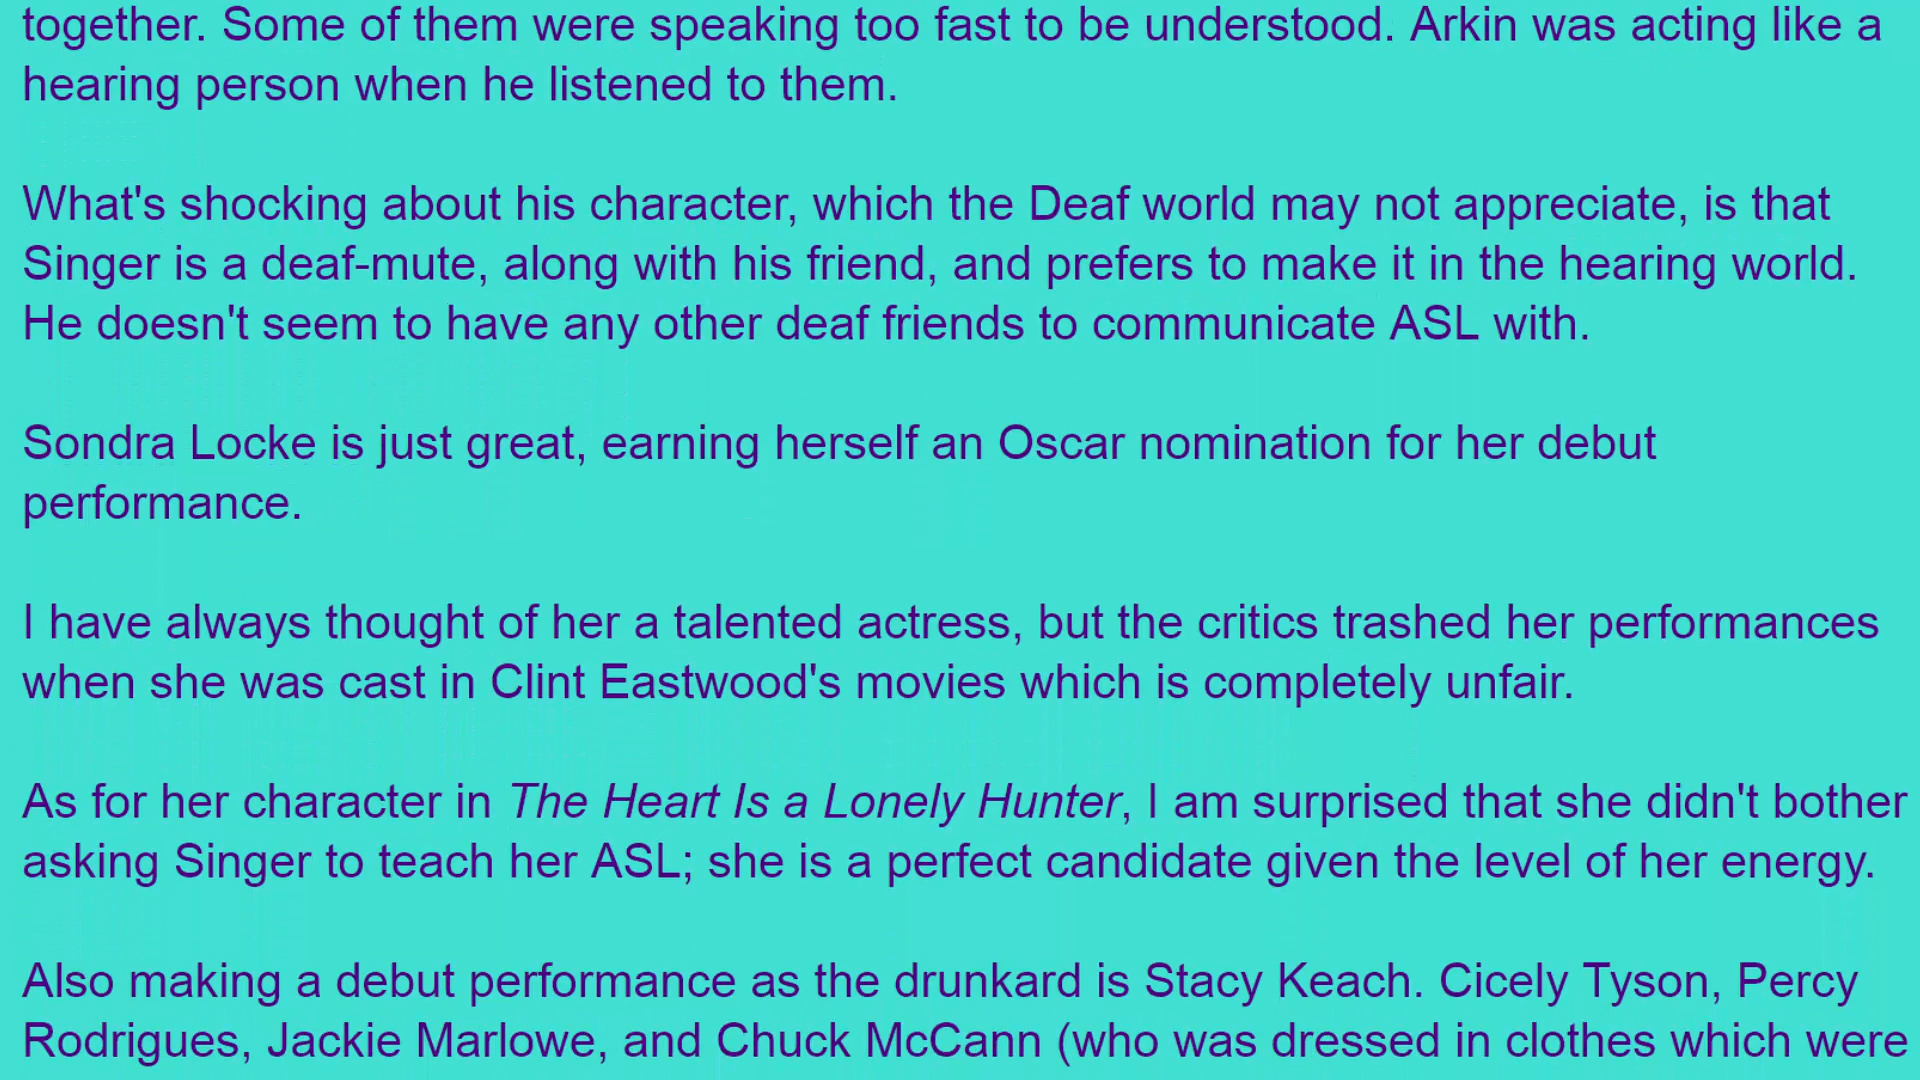 together. Some of them were speaking too fast to be understood. Arkin was acting like a
hearing person when he listened to them.
What's shocking about his character, which the Deaf world may not appreciate, is that
Singer is a deaf-mute, along with his friend, and prefers to make it in the hearing world.
He doesn't seem to have any other deaf friends to communicate ASL with.
Sondra Locke is just great, earning herself an Oscar nomination for her debut
performance.
I have always thought of her a talented actress, but the critics trashed her performances
when she was cast in Clint Eastwood's movies which is completely unfair.
As for her character in The Heart Is a Lonely Hunter, I am surprised that she didn't bother
asking Singer to teach her ASL; she is a perfect candidate given the level of her energy.
Also making a debut performance as the drunkard is Stacy Keach. Cicely Tyson, Percy
Rodrigues, Jackie Marlowe, and Chuck McCann (who was dressed in clothes which were